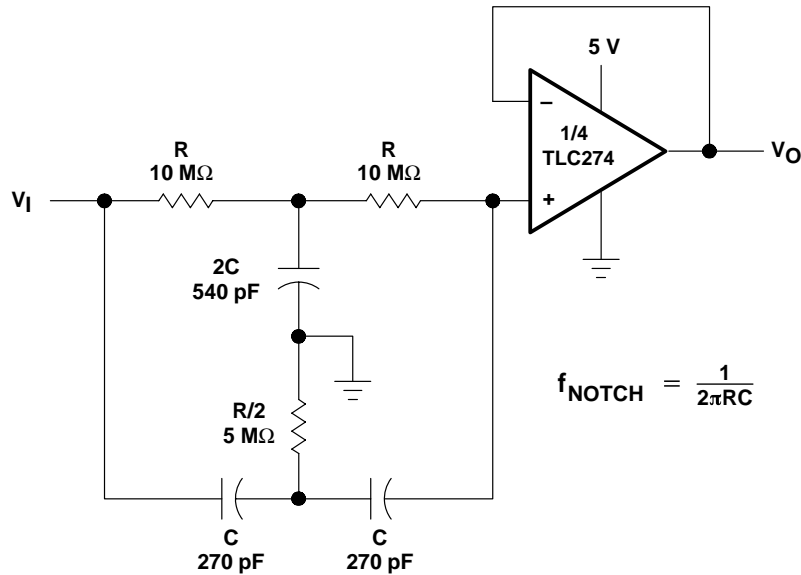 5 V
−
1/4
TLC274
+
V_O
R
10 MΩ
R
10 MΩ
V_I
2C
540 pF
f_NOTCH = 1/2πRC
R/2
5 MΩ
C
270 pF
C
270 pF